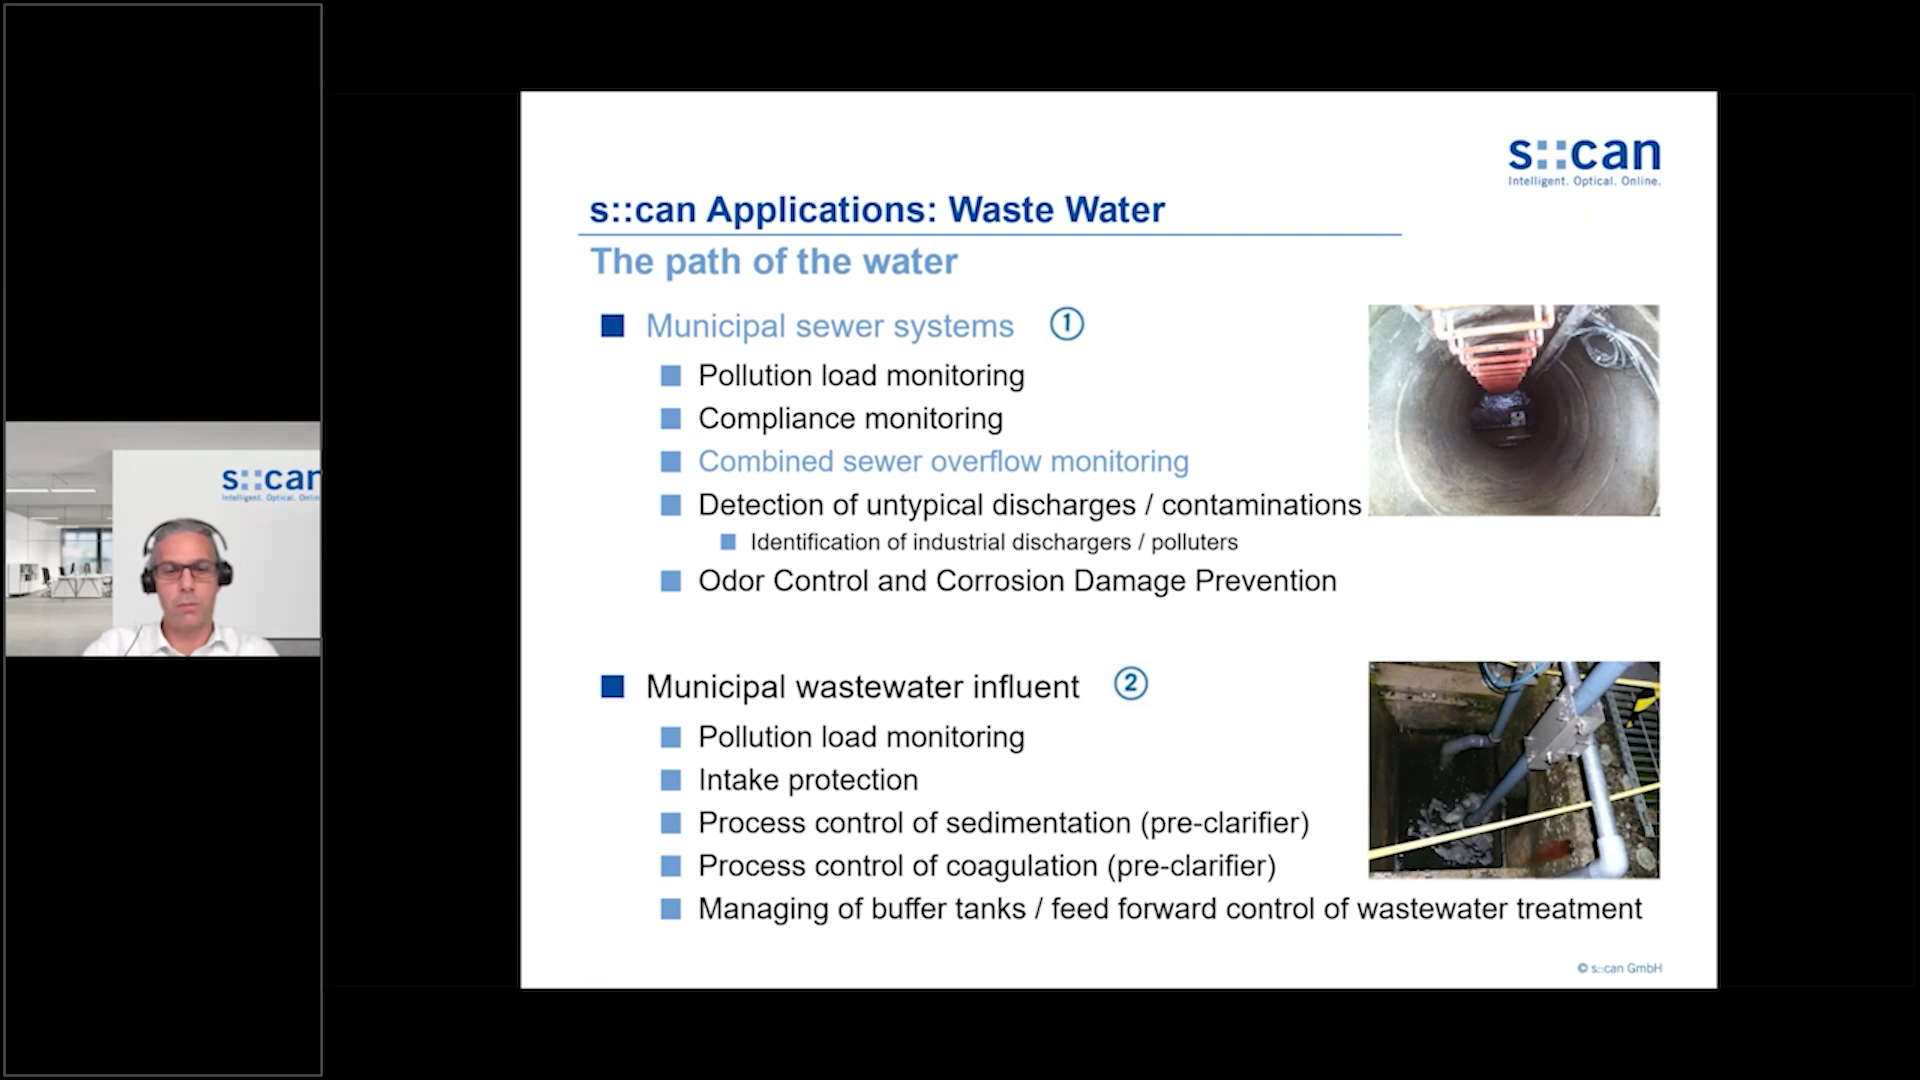 s::can
Intelligent. Optical. Online.
s::can Applications: Waste Water
The path of the water
Municipal sewer systems ①
Pollution load monitoring
Compliance monitoring
Combined sewer overflow monitoring
Detection of untypical discharges / contaminations
Identification of industrial dischargers / polluters
Odor Control and Corrosion Damage Prevention
Municipal wastewater influent ②
Pollution load monitoring
Intake protection
Process control of sedimentation (pre-clarifier)
Process control of coagulation (pre-clarifier)
Managing of buffer tanks / feed forward control of wastewater treatment
© s::can GmbH
s::can
Intelligent. Optical. Onlin